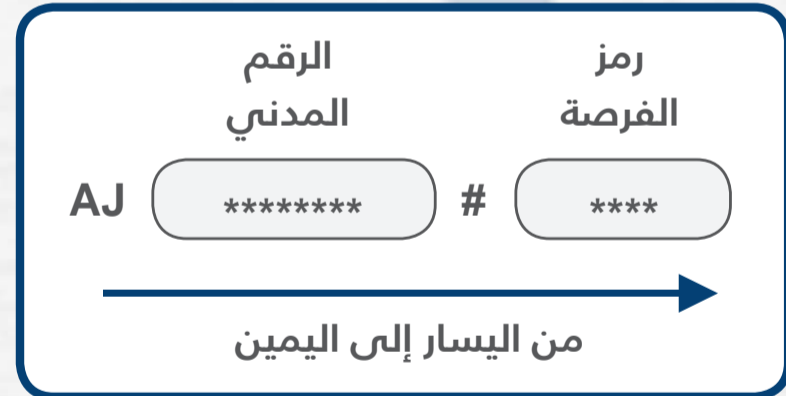 رمز الفرصة
الرقم المدني
AJ ******** # ****
من اليسار إلى اليمين